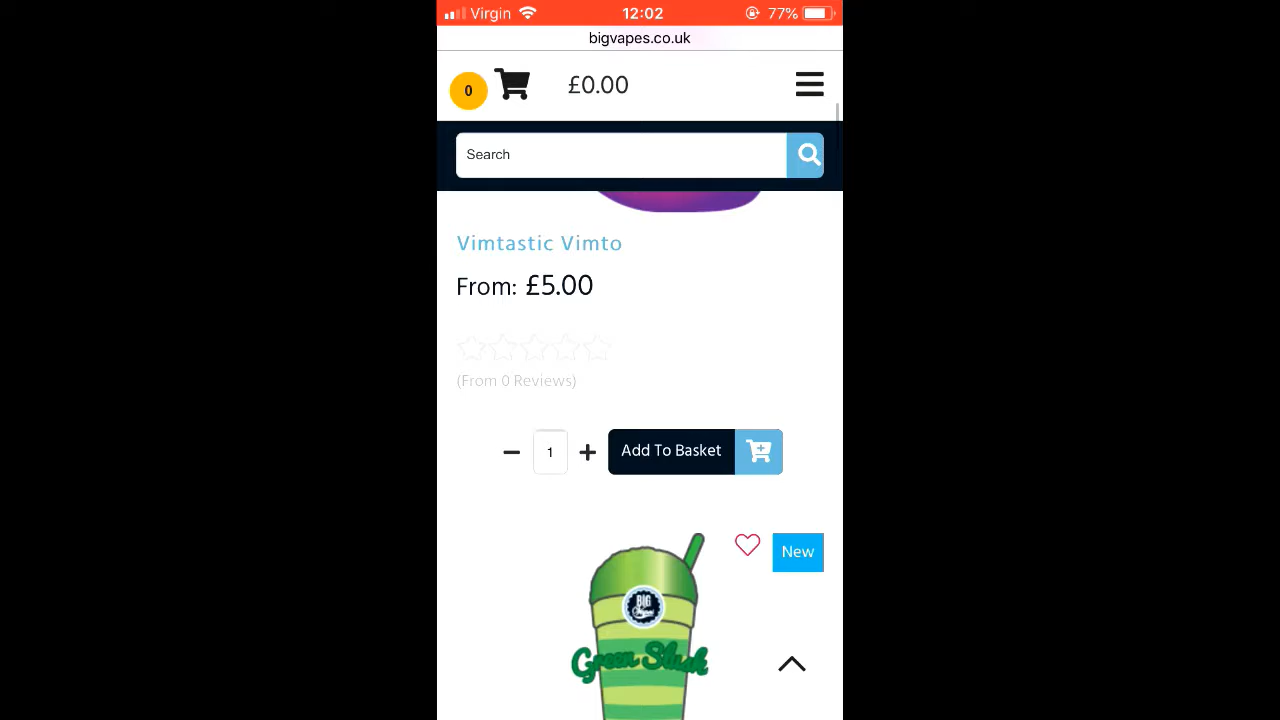 Virgin 12:02 77%
bigvapes.co.uk
0 £0.00
Search
Vimtastic Vimto
From: £5.00
(From 0 Reviews)
1 Add To Basket
New
BIG
Vapes
Green Slush